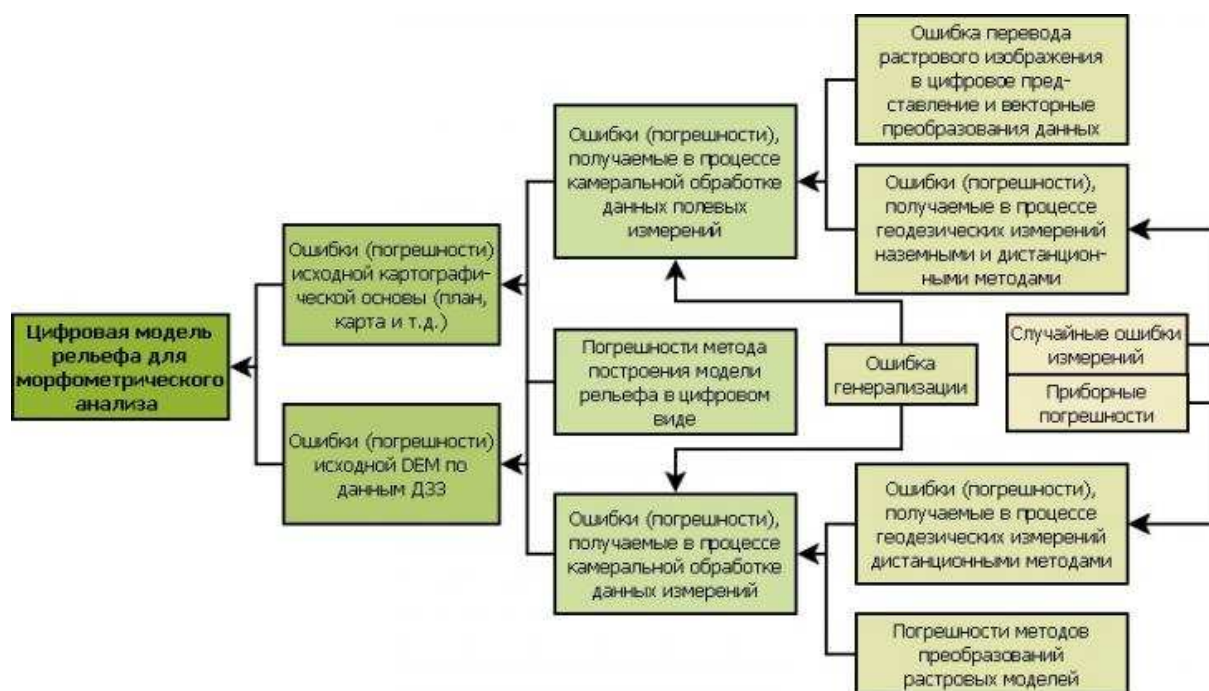 Ошибка перевода
растрового изображения
в цифровое пред-
ставление и векторные
преобразования данных
Ошибки (погрешности),
получаемые в процессе
камеральной обработке
данных полевых
измерений
Ошибки (погрешности),
получаемые в процессе
геодезических измерений
наземными и дистанцион-
ными методами
Ошибки (погрешности)
исходной картографи-
ческой основы (план,
карта и т.д.)
Цифровая модель
рельефа для
морфометрического
анализа
Погрешности метода
построения модели
рельефа в цифровом
виде
Ошибка
генерализации
Случайные ошибки
измерений
Приборные
погрешности
Ошибки (погрешности)
исходной DEM по
данным ДЗЗ
Ошибки (погрешности),
получаемые в процессе
камеральной обработке
данных измерений
Ошибки (погрешности),
получаемые в процессе
геодезических измерений
дистанционными методами
Погрешности методов
преобразований
растровых моделей